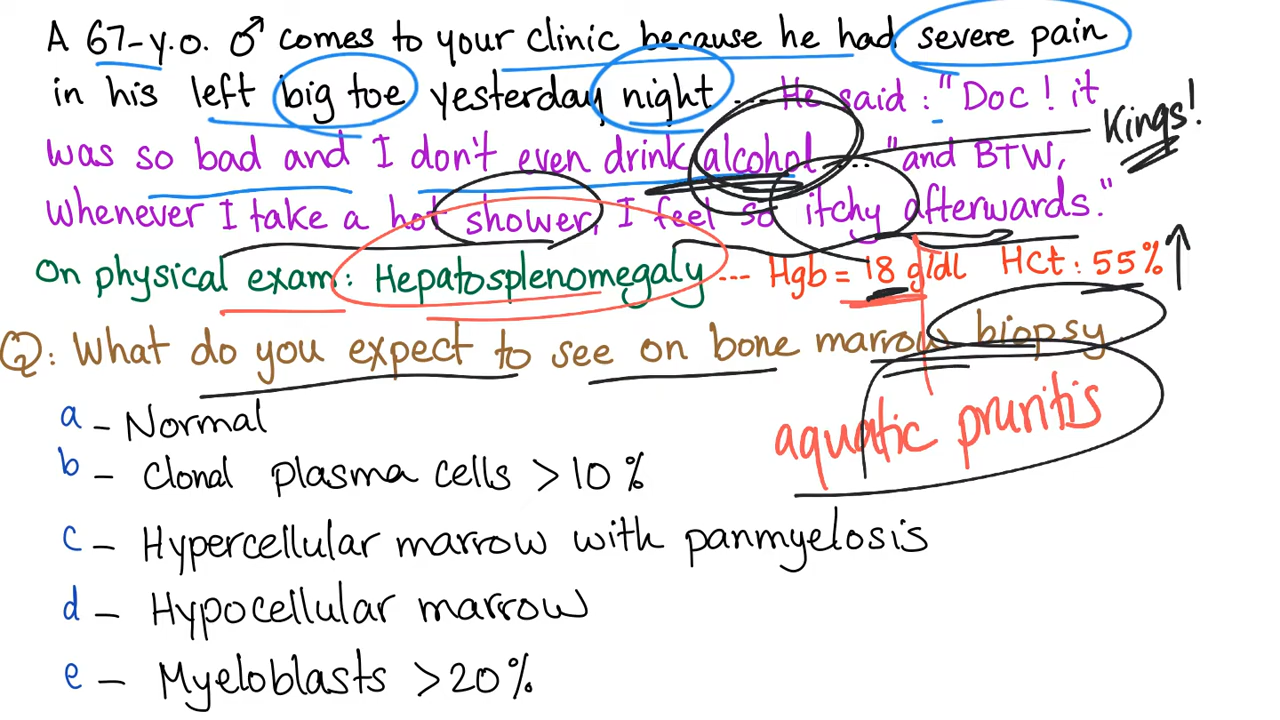 A 67-y.o. ♂ comes to your clinic because he had severe pain
in his left big toe yesterday night ... He said : "Doc ! it
was so bad and I don't even drink alcohol ... "and BTW,
Kings!
whenever I take a hot shower, I feel so itchy afterwards."
On physical exam: Hepatosplenomegaly ... Hgb = 18 g/dl HCt : 55% ↑
Q: What do you expect to see on bone marrow biopsy
aquatic pruritis
a - Normal
b - Clonal plasma cells > 10 %
c - Hypercellular marrow with panmyelosis
d - Hypocellular marrow
e - Myeloblasts > 20 %